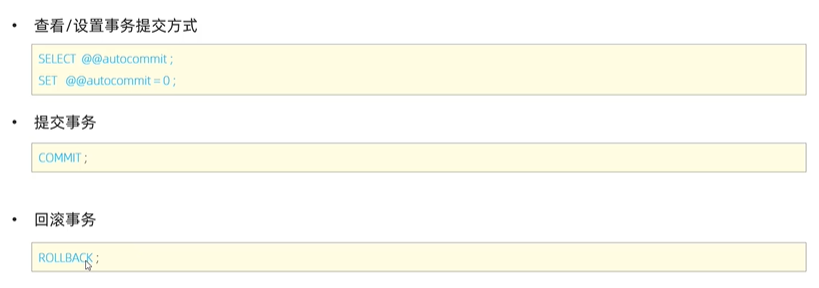 • 查看/设置事务提交方式
SELECT @@autocommit ;
SET @@autocommit = 0 ;
• 提交事务
COMMIT ;
• 回滚事务
ROLLBACK ;